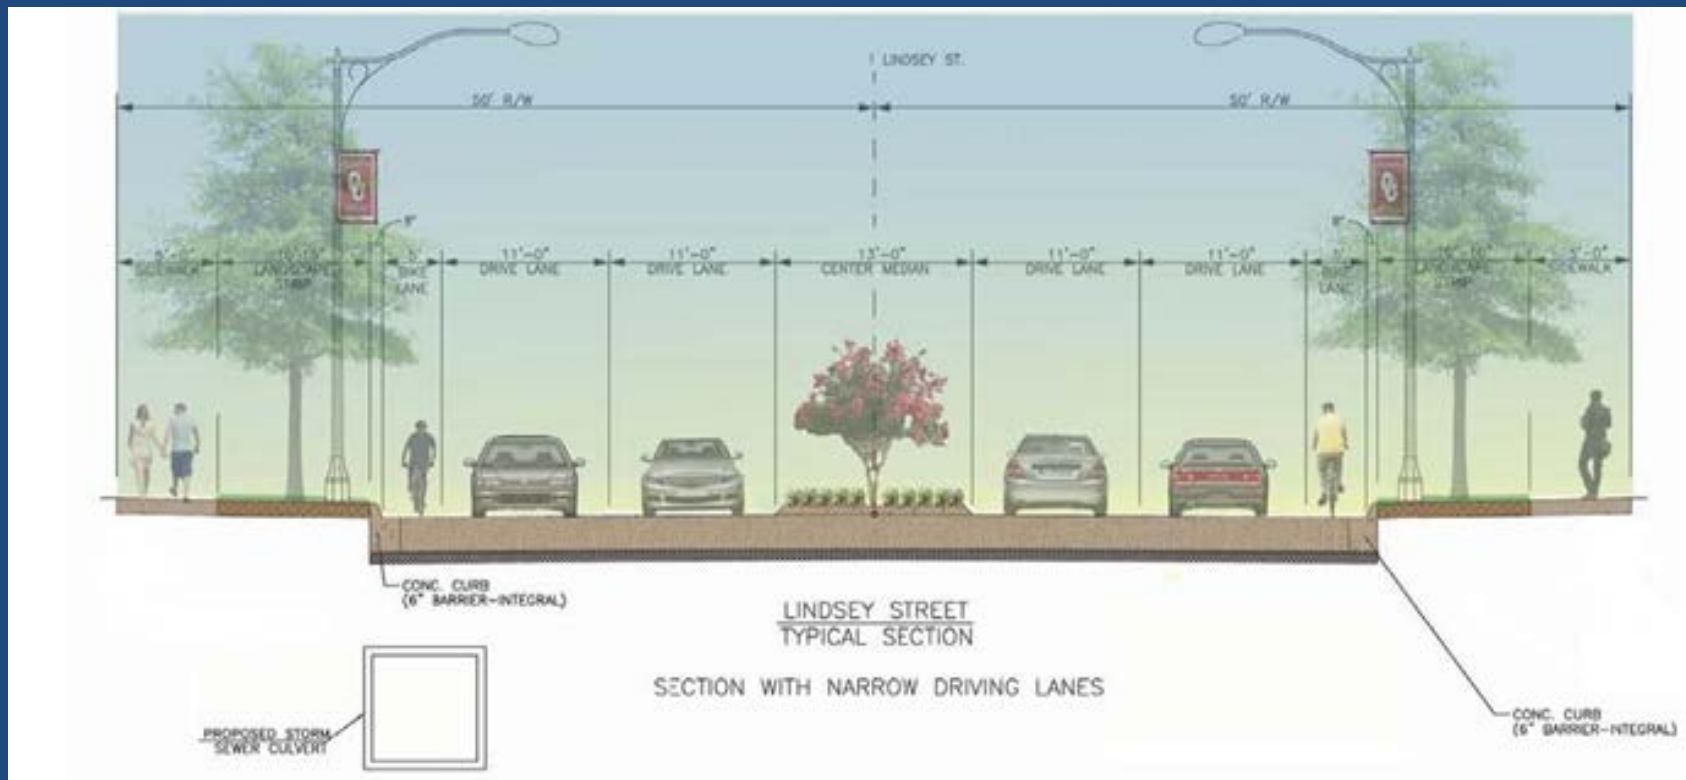 LINDSEY ST.
50' R/W
50' R/W
8"
8"
5'
11'-0"
11'-0"
13'-0"
11'-0"
11'-0"
5'-0"
SIDEWALK
LANDSCAPE
BIKE
LANE
DRIVE LANE
DRIVE LANE
CENTER MEDIAN
DRIVE LANE
DRIVE LANE
BIKE
LANE
LANDSCAPE
SIDEWALK
CONC. CURB
(6" BARRIER-INTEGRAL)
LINDSEY STREET
TYPICAL SECTION
SECTION WITH NARROW DRIVING LANES
PROPOSED STORM
SEWER CULVERT
CONC. CURB
(6" BARRIER-INTEGRAL)